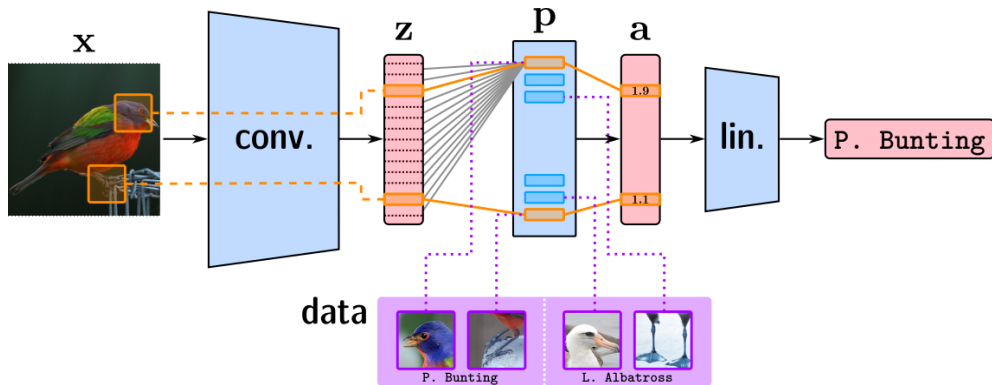 x
conv.
z
p
a
1.9
1.1
lin.
P. Bunting
data
P. Bunting
L. Albatross